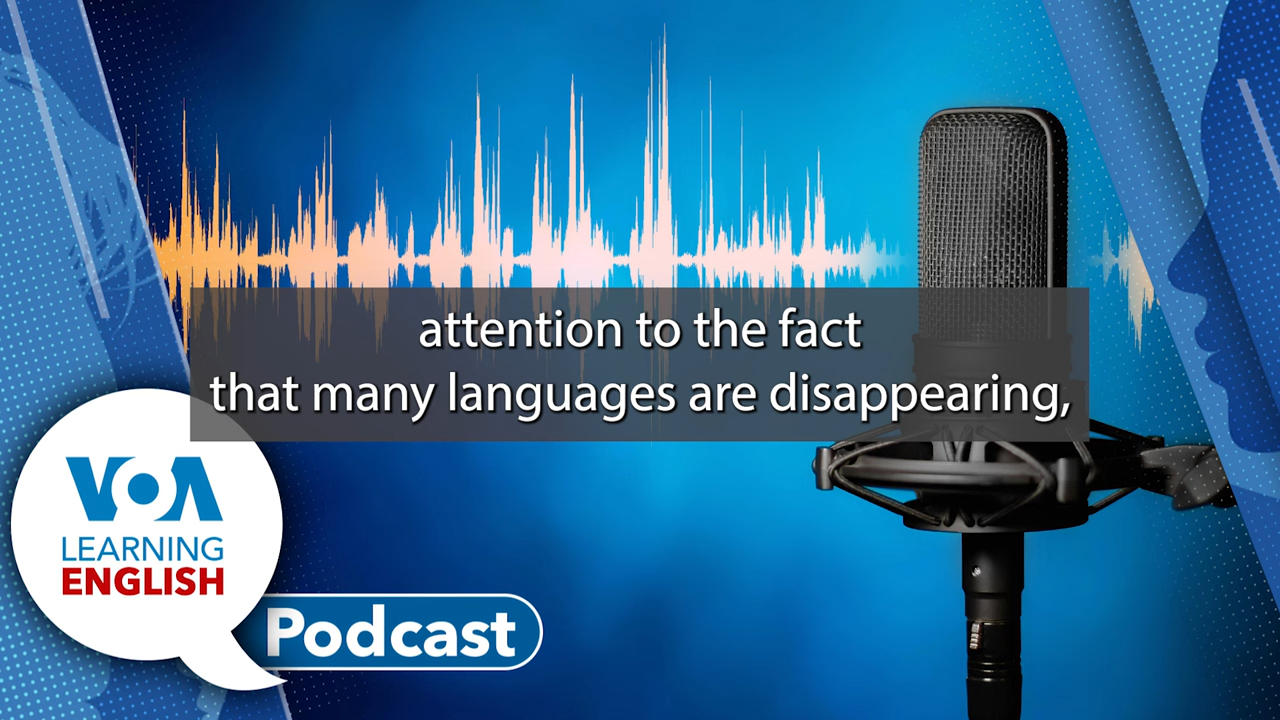 attention to the fact
that many languages are disappearing,
VOA
LEARNING
ENGLISH
Podcast